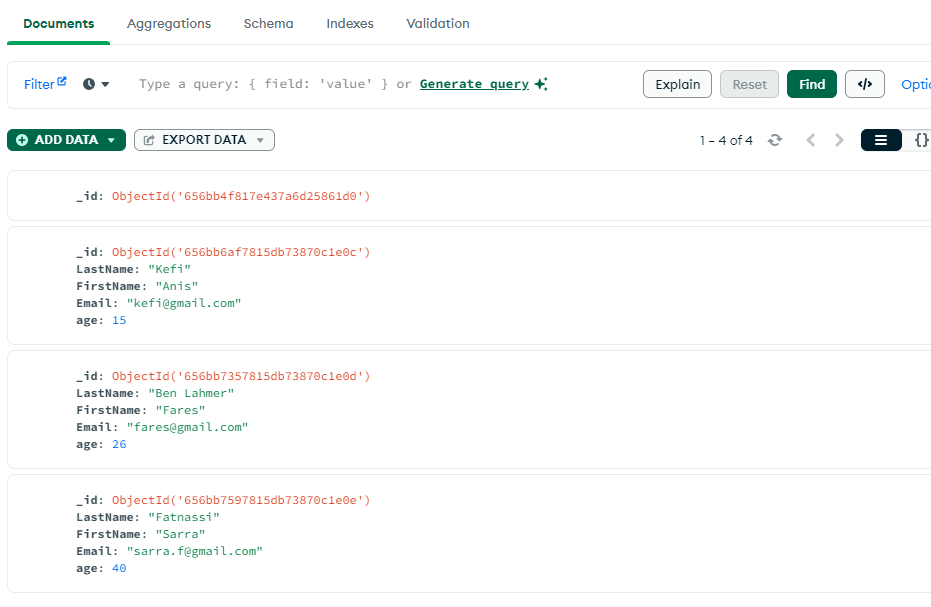 Documents Aggregations Schema Indexes Validation
Filter Type a query: { field: 'value' } or Generate query Explain Reset Find </> Optio
ADD DATA EXPORT DATA 1 – 4 of 4 {}
_id: ObjectId('656bb4f817e437a6d25861d0')
_id: ObjectId('656bb6af7815db73870c1e0c')
LastName: "Kefi"
FirstName: "Anis"
Email: "kefi@gmail.com"
age: 15
_id: ObjectId('656bb7357815db73870c1e0d')
LastName: "Ben Lahmer"
FirstName: "Fares"
Email: "fares@gmail.com"
age: 26
_id: ObjectId('656bb7597815db73870c1e0e')
LastName: "Fatnassi"
FirstName: "Sarra"
Email: "sarra.f@gmail.com"
age: 40